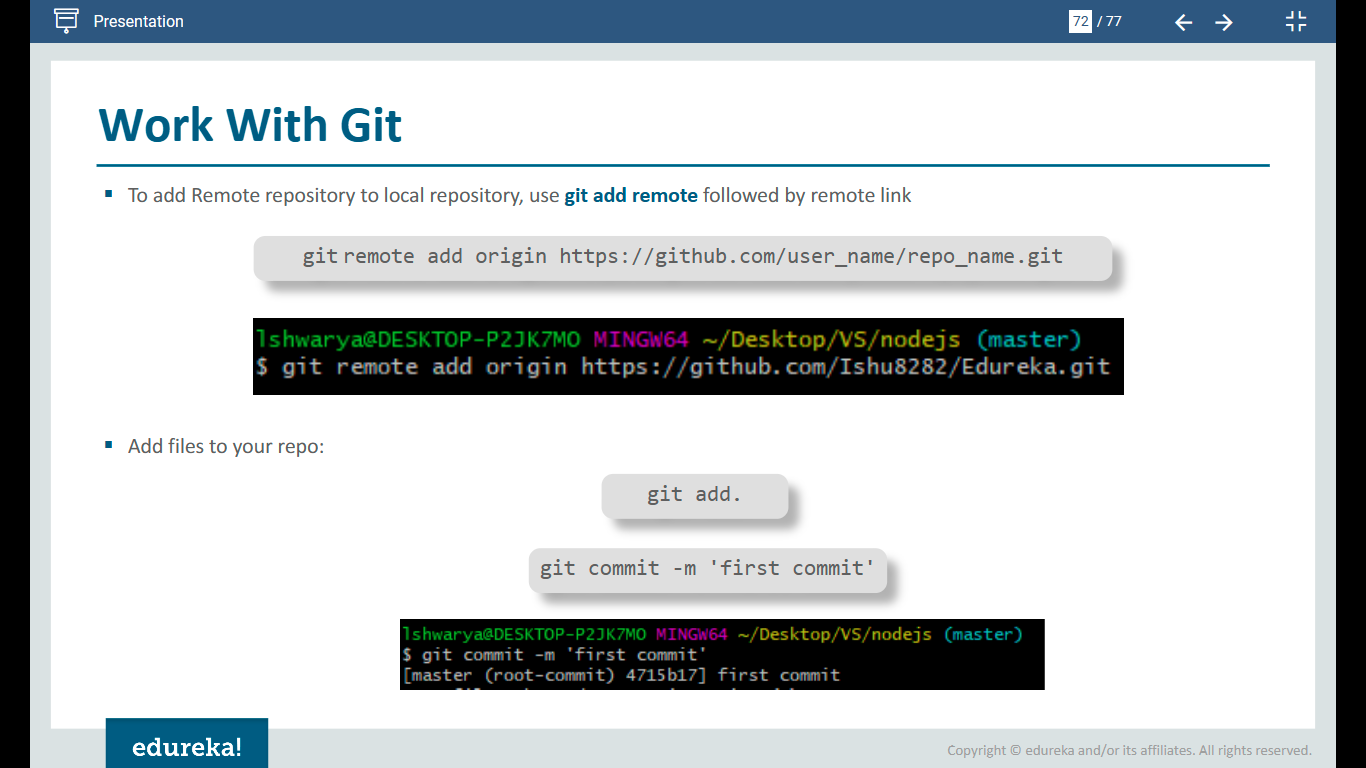 Presentation
72 / 77
Work With Git
To add Remote repository to local repository, use git add remote followed by remote link
git remote add origin https://github.com/user_name/repo_name.git
Ishwarya@DESKTOP-P2JK7MO MINGW64 ~/Desktop/VS/nodejs (master)
$ git remote add origin https://github.com/Ishu8282/Edureka.git
Add files to your repo:
git add.
git commit -m 'first commit'
Ishwarya@DESKTOP-P2JK7MO MINGW64 ~/Desktop/VS/nodejs (master)
$ git commit -m 'first commit'
[master (root-commit) 4715b17] first commit
edureka!
Copyright © edureka and/or its affiliates. All rights reserved.